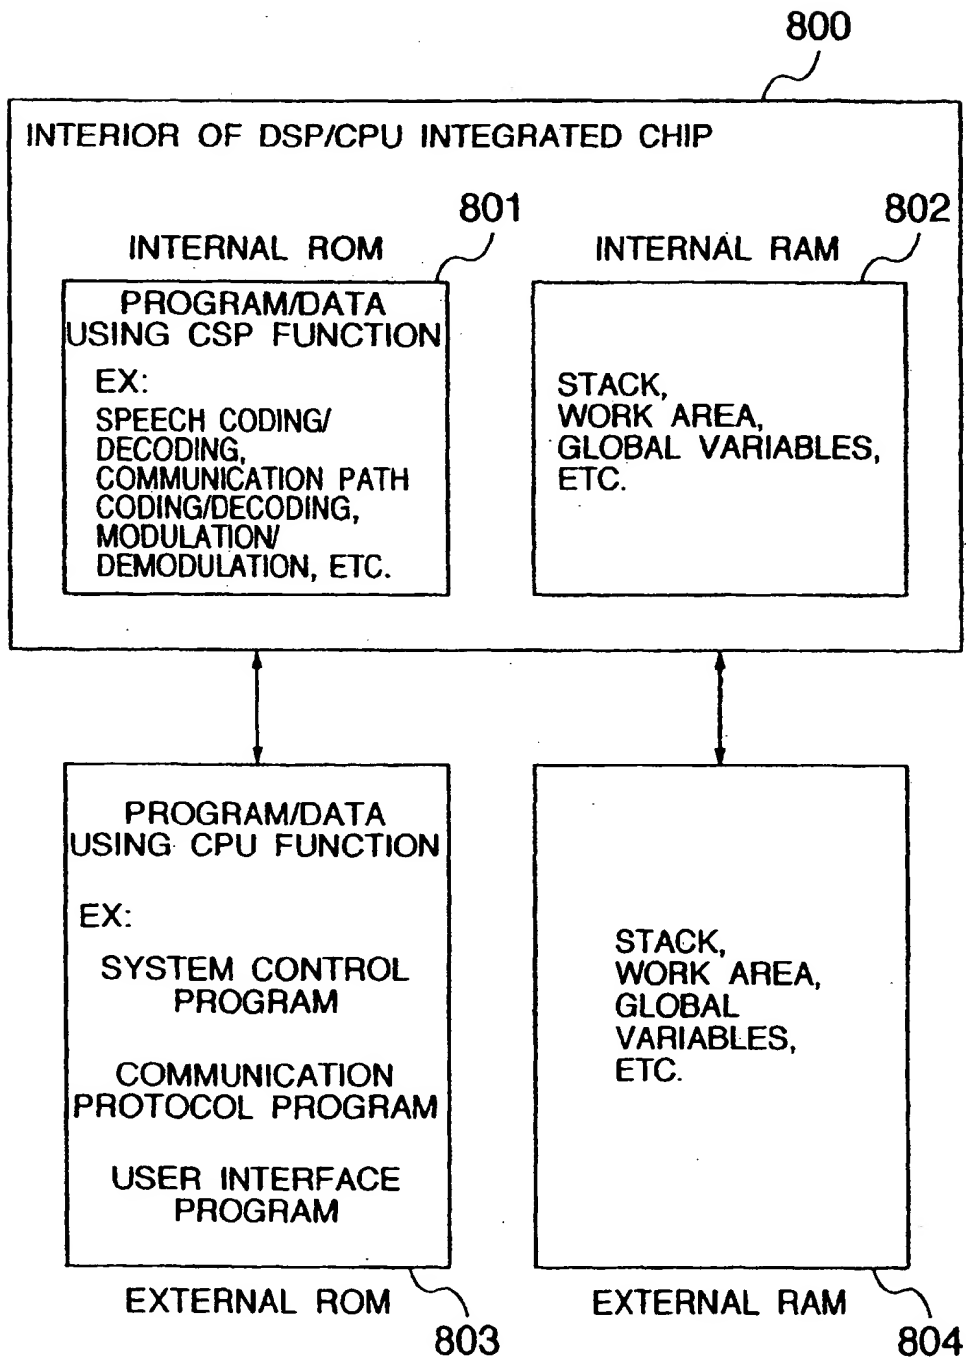 800
INTERIOR OF DSP/CPU INTEGRATED CHIP
801
INTERNAL ROM
PROGRAM/DATA
USING CSP FUNCTION
EX:
SPEECH CODING/
DECODING,
COMMUNICATION PATH
CODING/DECODING,
MODULATION/
DEMODULATION, ETC.
802
INTERNAL RAM
STACK,
WORK AREA,
GLOBAL VARIABLES,
ETC.
PROGRAM/DATA
USING CPU FUNCTION
EX:
SYSTEM CONTROL
PROGRAM
COMMUNICATION
PROTOCOL PROGRAM
USER INTERFACE
PROGRAM
EXTERNAL ROM
803
STACK,
WORK AREA,
GLOBAL
VARIABLES,
ETC.
EXTERNAL RAM
804